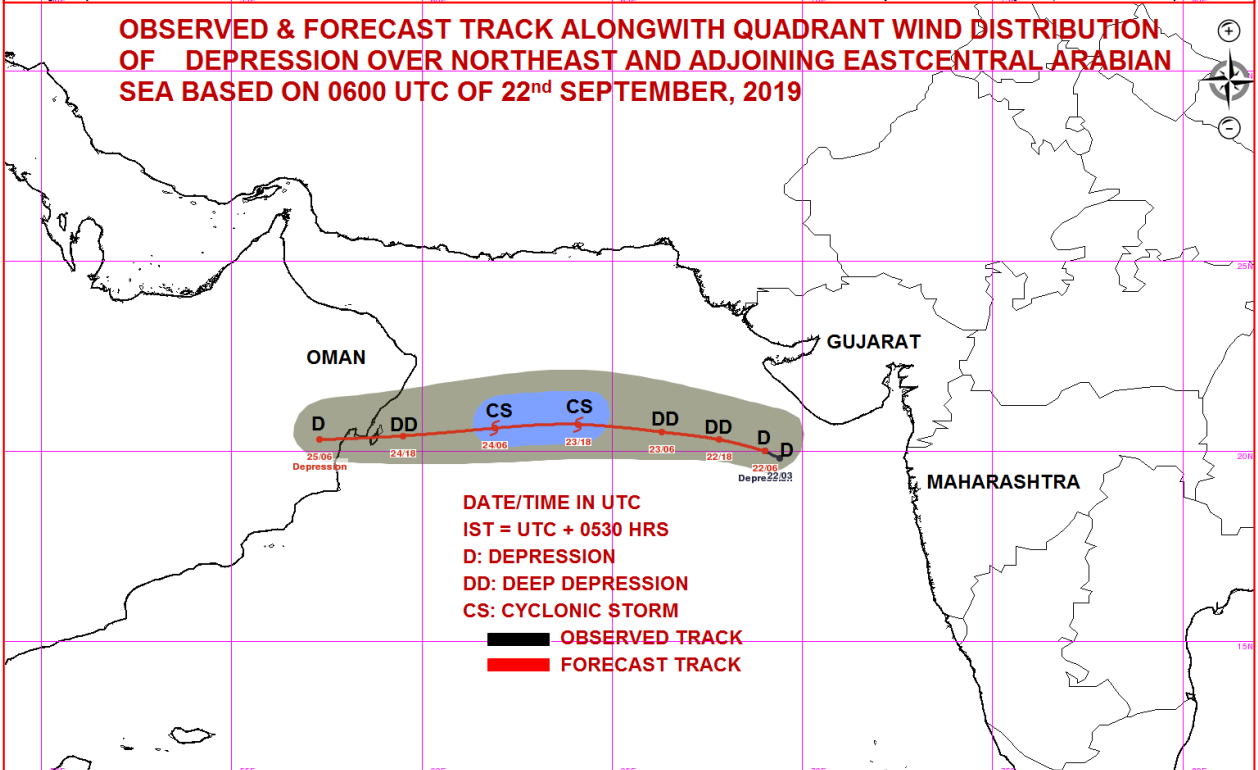 OBSERVED & FORECAST TRACK ALONGWITH QUADRANT WIND DISTRIBUTION
OF DEPRESSION OVER NORTHEAST AND ADJOINING EASTCENTRAL ARABIAN
SEA BASED ON 0600 UTC OF 22nd SEPTEMBER, 2019
25N
GUJARAT
OMAN
D
DD
CS
CS
DD
DD
D
D
25/06
Depression
24/18
24/06
23/18
23/06
22/18
22/06
22/03
20N
MAHARASHTRA
DATE/TIME IN UTC
IST = UTC + 0530 HRS
D: DEPRESSION
DD: DEEP DEPRESSION
CS: CYCLONIC STORM
OBSERVED TRACK
FORECAST TRACK
15N